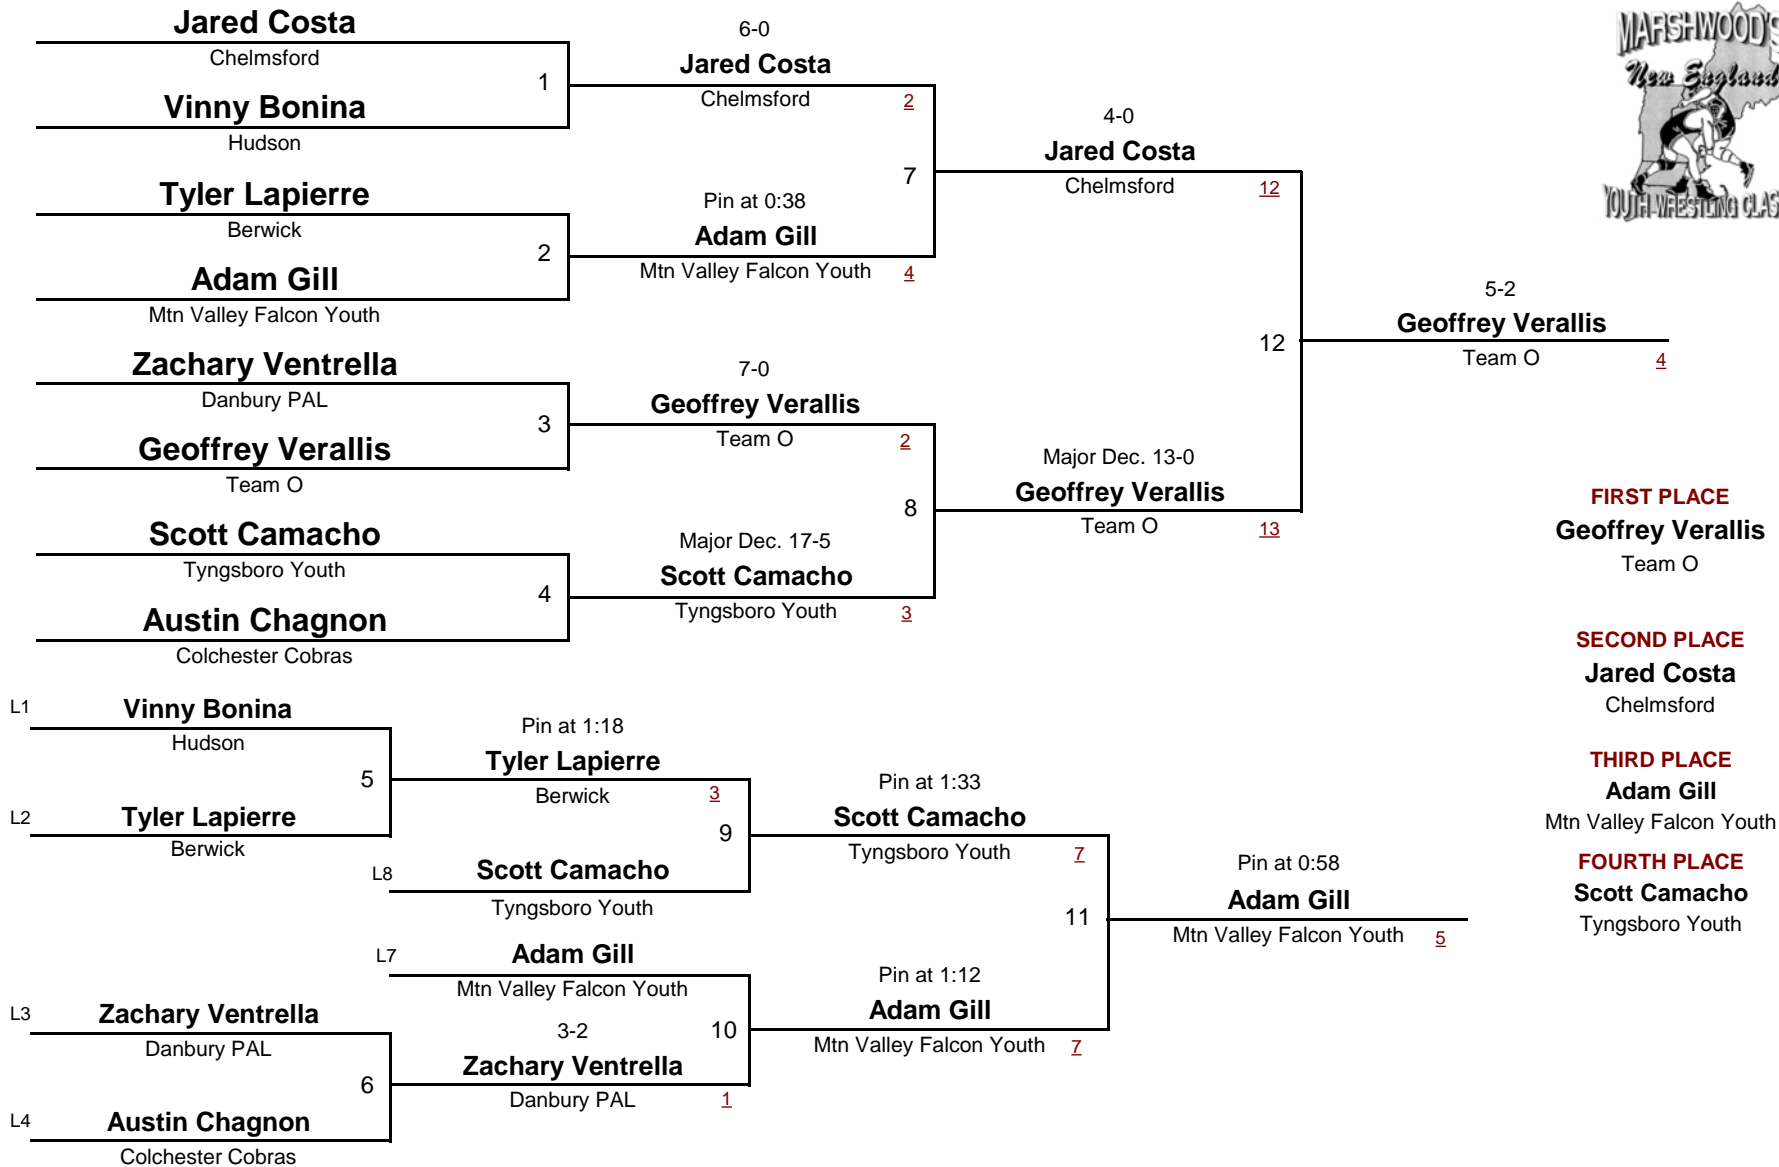 Jared Costa
Chelmsford
1
Vinny Bonina
Hudson
Tyler Lapierre
Berwick
2
Adam Gill
Mtn Valley Falcon Youth
Zachary Ventrella
Danbury PAL
3
Geoffrey Verallis
Team O
Scott Camacho
Tyngsboro Youth
4
Austin Chagnon
Colchester Cobras
6-0
Jared Costa
Chelmsford 2
7
Pin at 0:38
Adam Gill
Mtn Valley Falcon Youth 4
7-0
Geoffrey Verallis
Team O 2
8
Major Dec. 17-5
Scott Camacho
Tyngsboro Youth 3
4-0
Jared Costa
Chelmsford 12
12
Major Dec. 13-0
Geoffrey Verallis
Team O 13
5-2
Geoffrey Verallis
Team O 4
MARSHWOOD'S
New England
YOUTH WRESTLING CLAS
FIRST PLACE
Geoffrey Verallis
Team O
SECOND PLACE
Jared Costa
Chelmsford
THIRD PLACE
Adam Gill
Mtn Valley Falcon Youth
FOURTH PLACE
Scott Camacho
Tyngsboro Youth
L1 Vinny Bonina
Hudson
5
L2 Tyler Lapierre
Berwick
Pin at 1:18
Tyler Lapierre
Berwick 3
9
L8 Scott Camacho
Tyngsboro Youth
L7 Adam Gill
Mtn Valley Falcon Youth
10
L3 Zachary Ventrella
Danbury PAL
6
L4 Austin Chagnon
Colchester Cobras
3-2
Zachary Ventrella
Danbury PAL 1
Pin at 1:33
Scott Camacho
Tyngsboro Youth 7
11
Pin at 1:12
Adam Gill
Mtn Valley Falcon Youth 7
Pin at 0:58
Adam Gill
Mtn Valley Falcon Youth 5